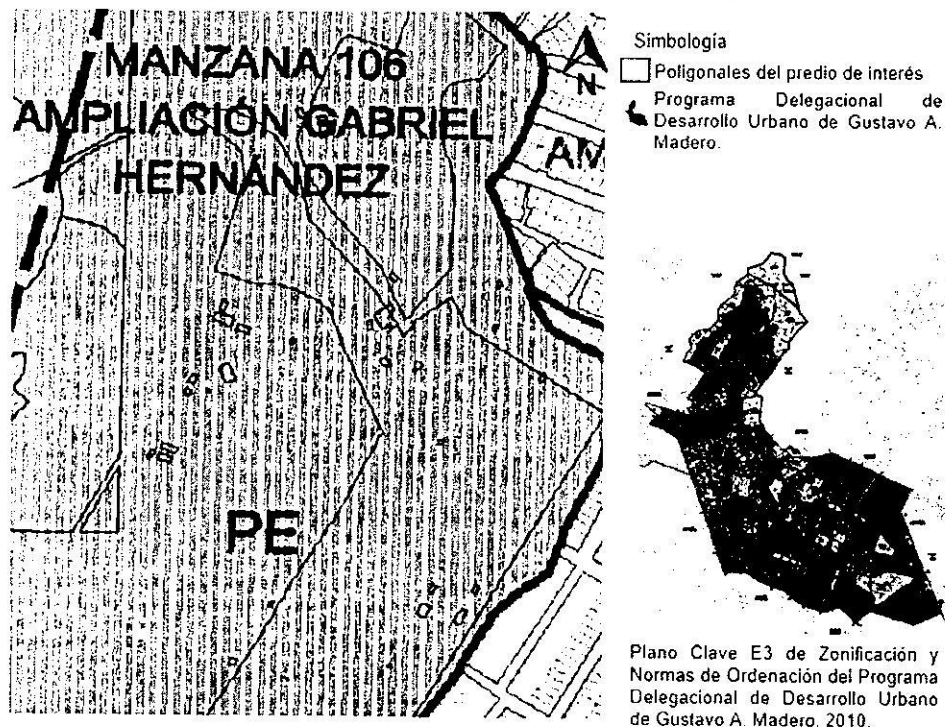 MANZANA 106
AMPLIACIÓN GABRIEL
HERNÁNDEZ
N
AM
PE
Simbología
Poligonales del predio de interés
Programa Delegacional de
Desarrollo Urbano de Gustavo A.
Madero.
Plano Clave E3 de Zonificación y
Normas de Ordenación del Programa
Delegacional de Desarrollo Urbano
de Gustavo A. Madero, 2010.